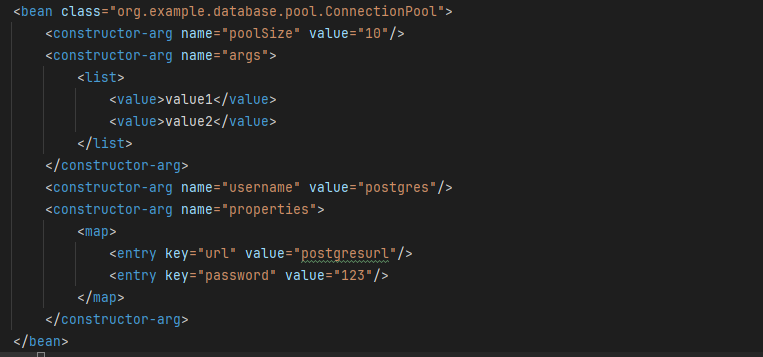 <bean class="org.example.database.pool.ConnectionPool">
    <constructor-arg name="poolSize" value="10"/>
    <constructor-arg name="args">
        <list>
            <value>value1</value>
            <value>value2</value>
        </list>
    </constructor-arg>
    <constructor-arg name="username" value="postgres"/>
    <constructor-arg name="properties">
        <map>
            <entry key="url" value="postgresurl"/>
            <entry key="password" value="123"/>
        </map>
    </constructor-arg>
</bean>